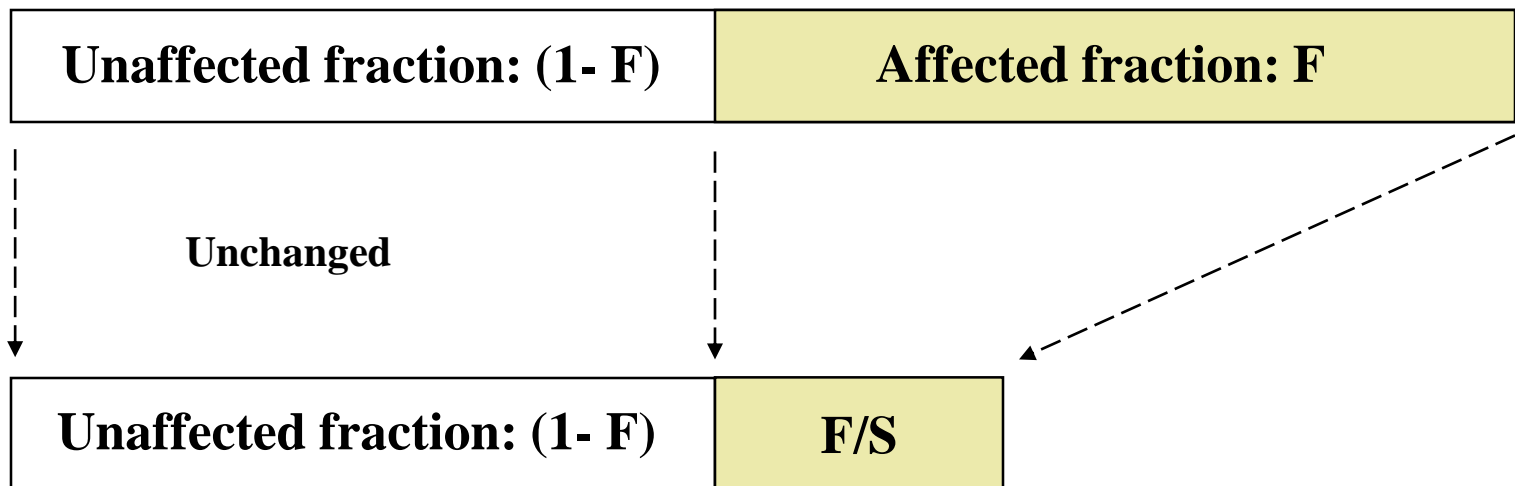 Unaffected fraction: (1- F)
Affected fraction: F
Unchanged
Unaffected fraction: (1- F)
F/S